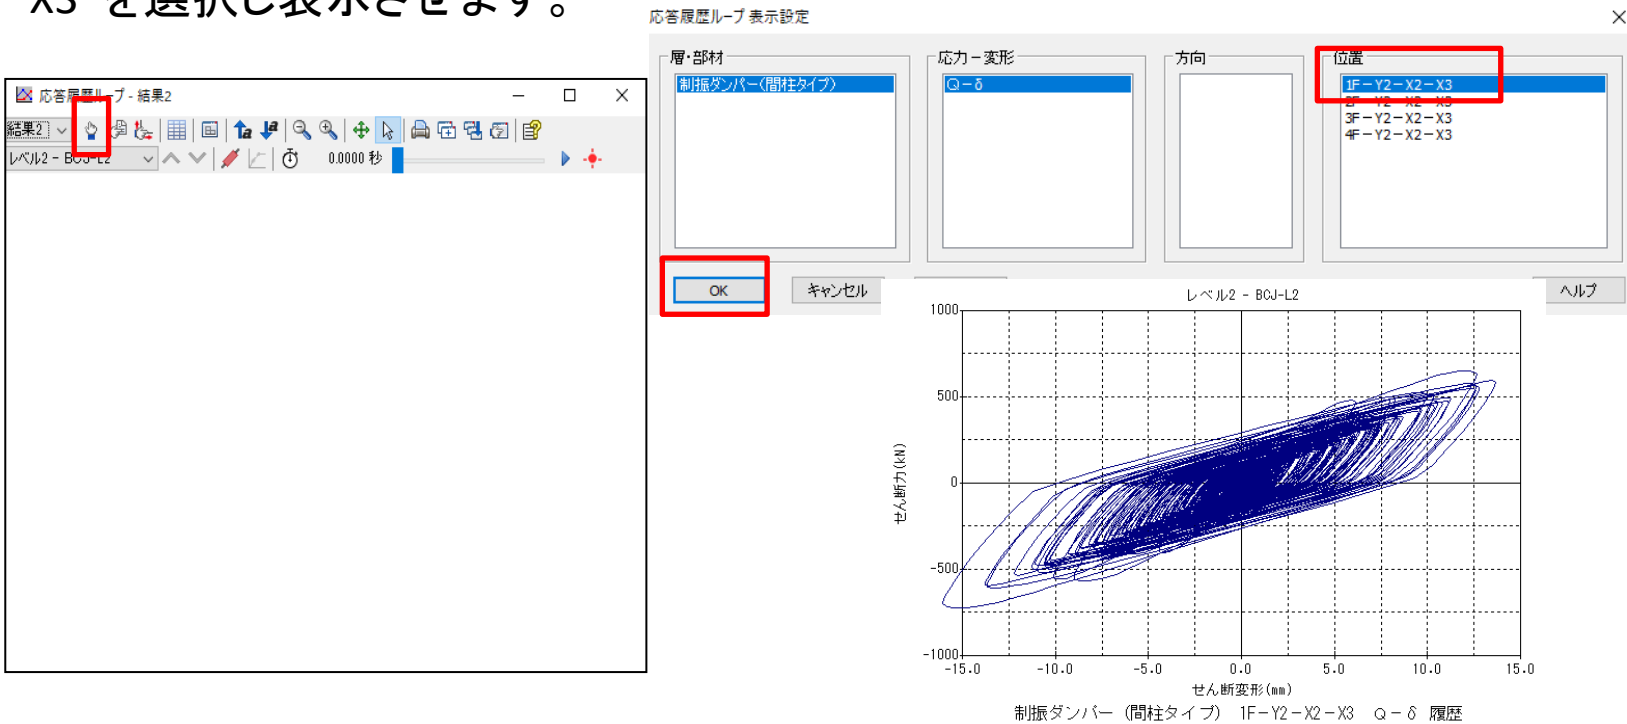 X3 を選択し表示させます。
応答履歴ループ 表示設定
層・部材
制振ダンパー(間柱タイプ)
応力－変形
Ｑ－δ
方向
位置
1F－Y2－X2－X3
2F－Y2－X2－X3
3F－Y2－X2－X3
4F－Y2－X2－X3
OK
キャンセル
ヘルプ
応答履歴ループ - 結果2
結果2
レベル2 - BCJ-L2
0.0000 秒
レベル2 - BCJ-L2
1000
500
0
-500
-1000
せん断力(kN)
-15.0 -10.0 -5.0 0.0 5.0 10.0 15.0
せん断変形(mm)
制振ダンパー (間柱タイプ) 1F－Y2－X2－X3 Ｑ－δ 履歴